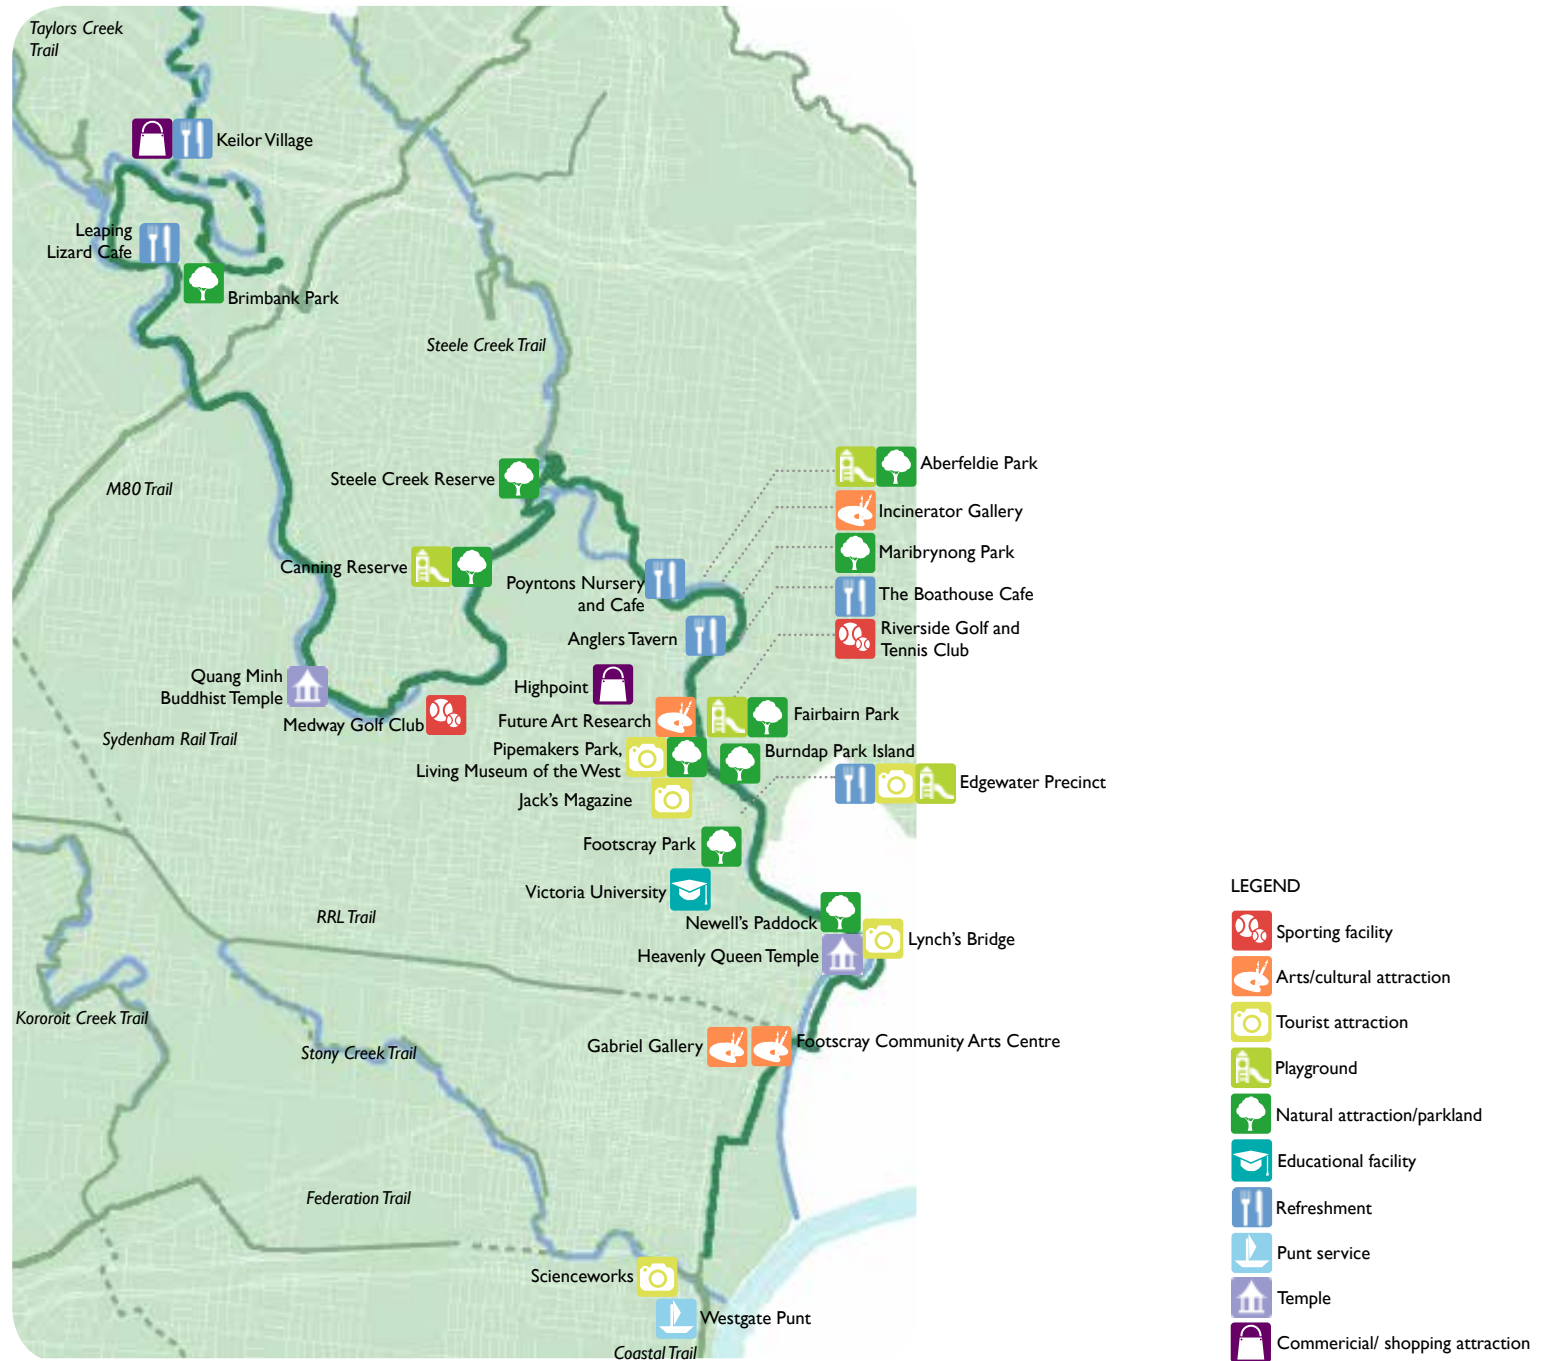 Taylors Creek
Trail
Keilor Village
Leaping
Lizard Cafe
Brimbank Park
Steele Creek Trail
M80 Trail
Steele Creek Reserve
Aberfeldie Park
Incinerator Gallery
Maribrynong Park
The Boathouse Cafe
Riverside Golf and
Tennis Club
Canning Reserve
Poyntons Nursery
and Cafe
Anglers Tavern
Quang Minh
Buddhist Temple
Highpoint
Medway Golf Club
Future Art Research
Fairbairn Park
Sydenham Rail Trail
Pipemakers Park,
Living Museum of the West
Burndap Park Island
Jack's Magazine
Edgewater Precinct
Footscray Park
Victoria University
RRL Trail
Newell's Paddock
Lynch's Bridge
Heavenly Queen Temple
Kororoit Creek Trail
Stony Creek Trail
Gabriel Gallery
Footscray Community Arts Centre
Federation Trail
Scienceworks
Westgate Punt
Coastal Trail
LEGEND
Sporting facility
Arts/cultural attraction
Tourist attraction
Playground
Natural attraction/parkland
Educational facility
Refreshment
Punt service
Temple
Commericial/ shopping attraction